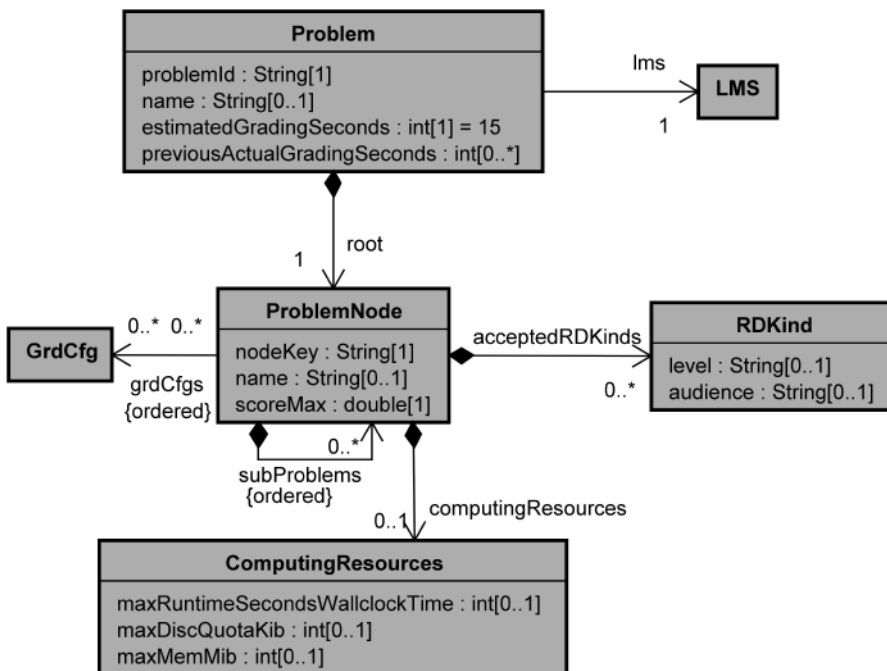 Problem
problemId : String[1]
name : String[0..1]
estimatedGradingSeconds : int[1] = 15
previousActualGradingSeconds : int[0..*]
lms
1
LMS
root
1
ProblemNode
nodeKey : String[1]
name : String[0..1]
scoreMax : double[1]
0..* 0..*
GrdCfg
grdCfgs
{ordered}
acceptedRDKinds
0..*
RDKind
level : String[0..1]
audience : String[0..1]
0..*
subProblems
{ordered}
computingResources
0..1
ComputingResources
maxRuntimeSecondsWallclockTime : int[0..1]
maxDiscQuotaKib : int[0..1]
maxMemMib : int[0..1]